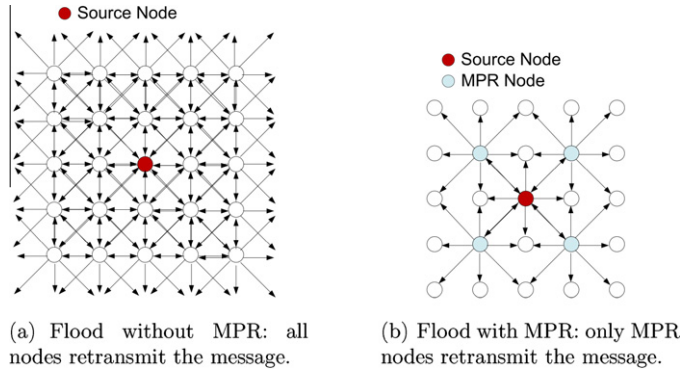 Source Node
Source Node
MPR Node
(a) Flood without MPR: all
nodes retransmit the message.
(b) Flood with MPR: only MPR
nodes retransmit the message.